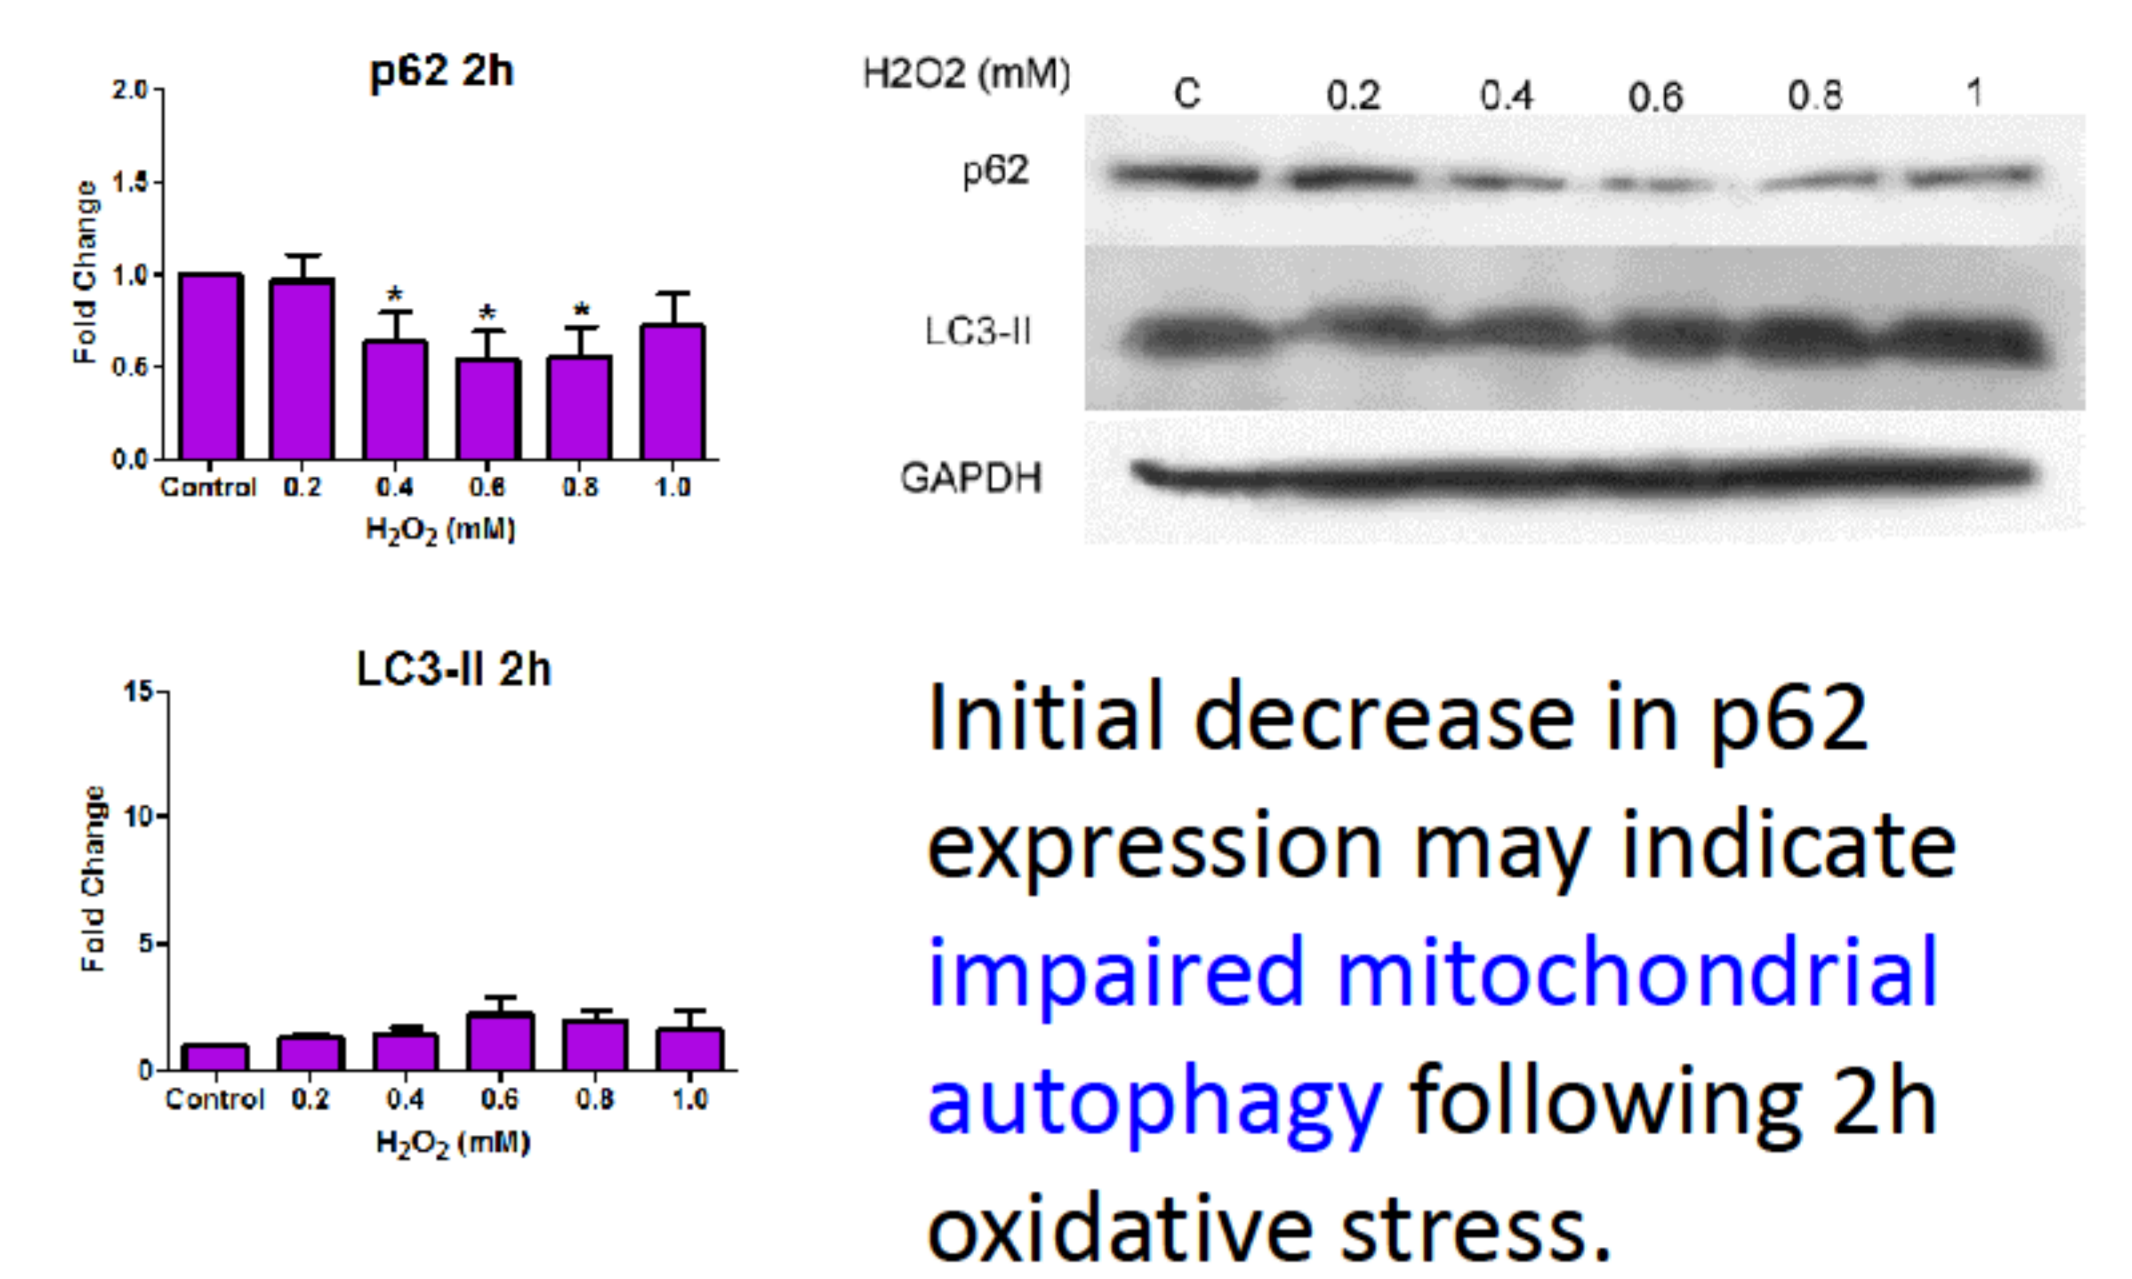 p62 2h
2.0
1.5
1.0
0.5
0.0
Fold Change
* * *
Control 0.2 0.4 0.6 0.8 1.0
H₂O₂ (mM)
H2O2 (mM) C 0.2 0.4 0.6 0.8 1
p62
LC3-II
GAPDH
LC3-II 2h
15
10
5
0
Fold Change
Control 0.2 0.4 0.6 0.8 1.0
H₂O₂ (mM)
Initial decrease in p62
expression may indicate
impaired mitochondrial
autophagy following 2h
oxidative stress.